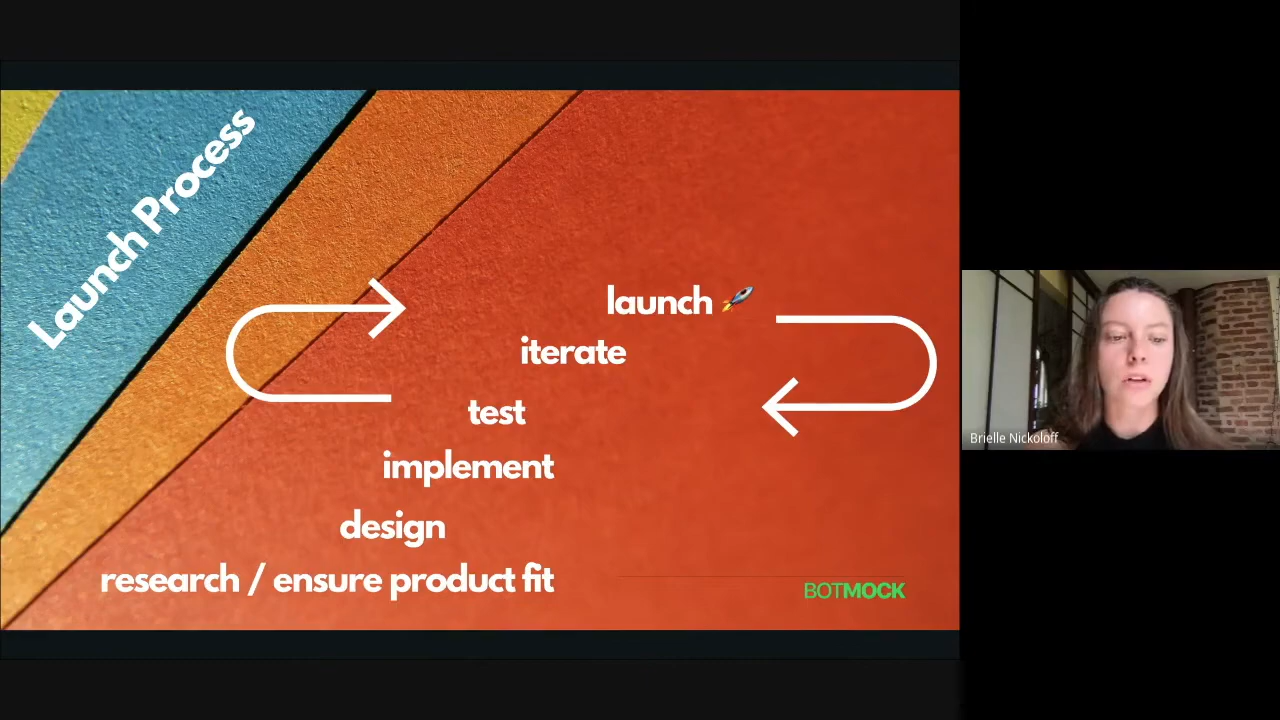 Launch Process
launch 🚀
iterate
test
implement
design
research / ensure product fit
BOTMOCK
Brielle Nickoloff